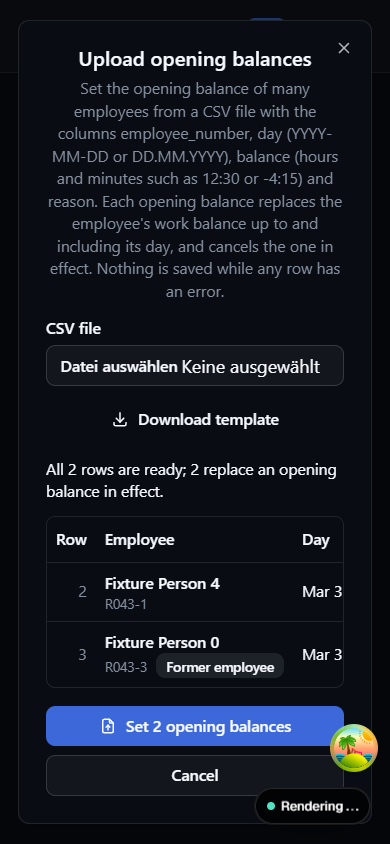 Upload opening balances
Set the opening balance of many
employees from a CSV file with the
columns employee_number, day (YYYY-
MM-DD or DD.MM.YYYY), balance (hours
and minutes such as 12:30 or -4:15) and
reason. Each opening balance replaces the
employee's work balance up to and
including its day, and cancels the one in
effect. Nothing is saved while any row has
an error.
CSV file
Datei auswählen Keine ausgewählt
Download template
All 2 rows are ready; 2 replace an opening
balance in effect.
Row Employee Day
2 Fixture Person 4 Mar 3
R043-1
3 Fixture Person 0 Mar 3
R043-3 Former employee
Set 2 opening balances
Cancel
Rendering ...